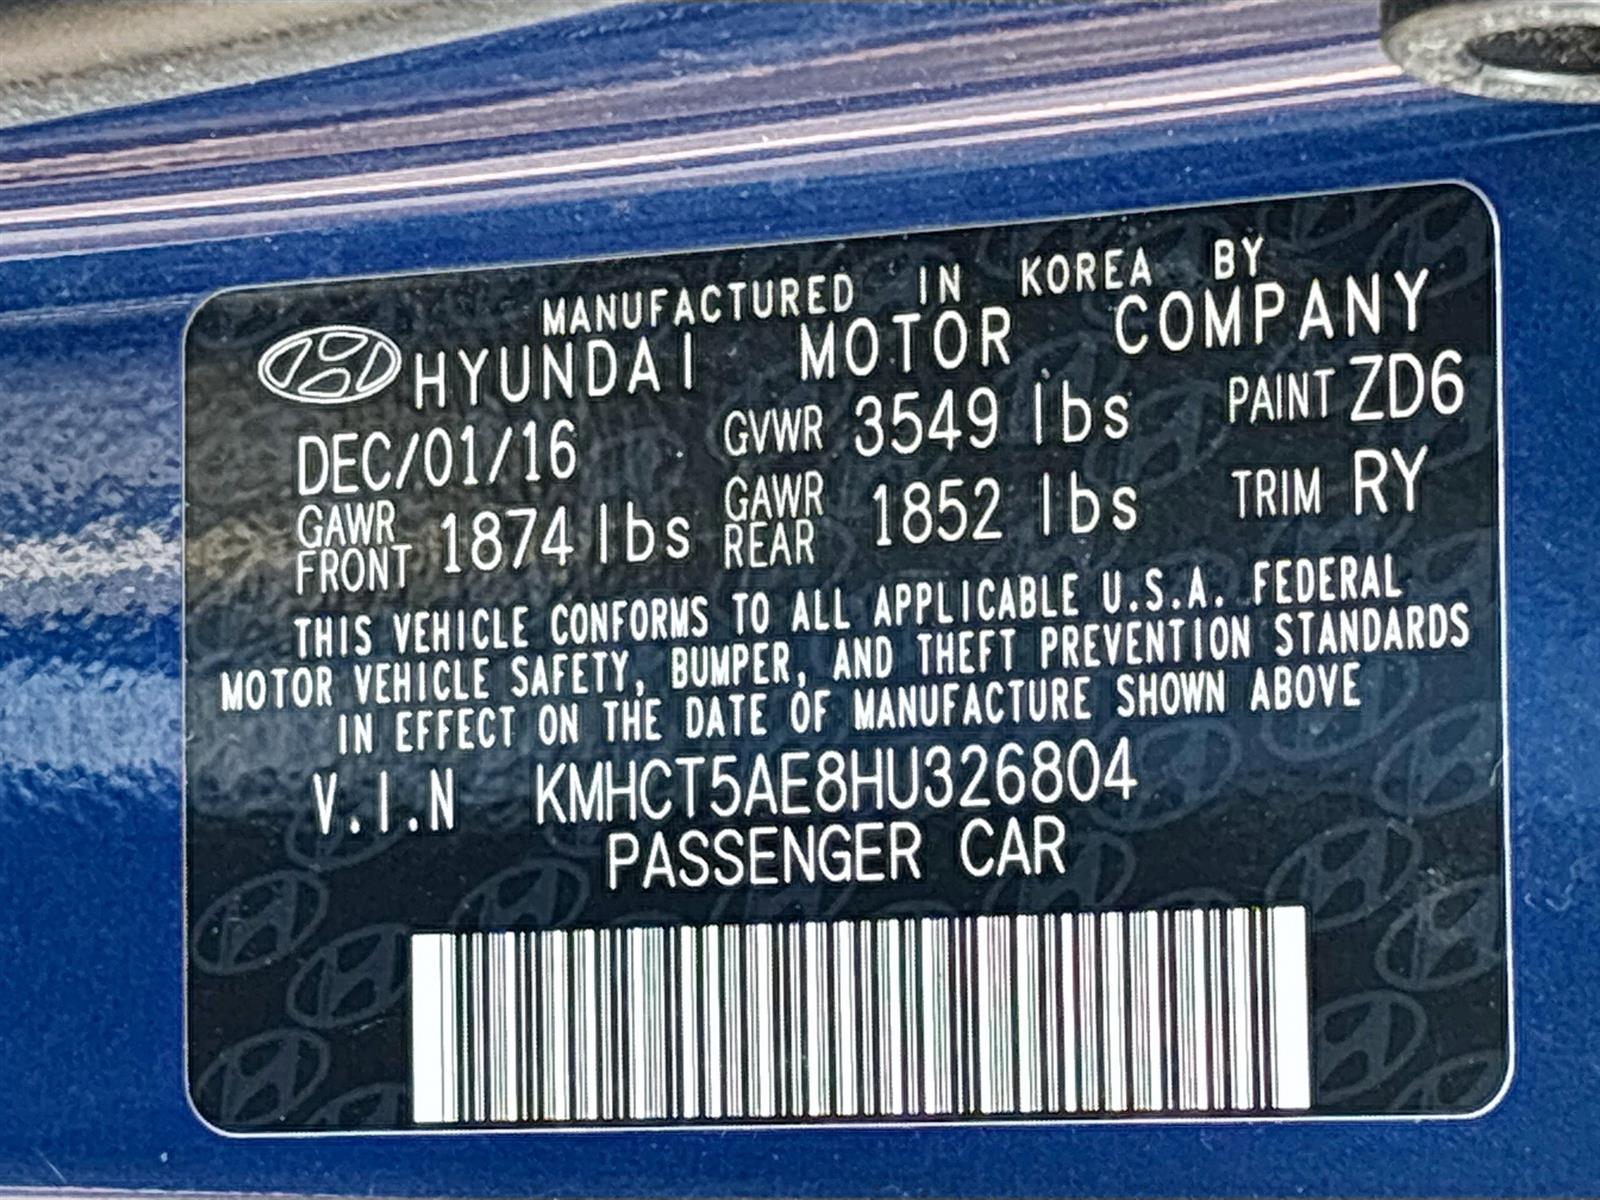 MANUFACTURED IN KOREA BY
HYUNDAI MOTOR COMPANY
DEC/01/16 GVWR 3549 lbs PAINT ZD6
GAWR FRONT 1874 lbs GAWR REAR 1852 lbs TRIM RY
THIS VEHICLE CONFORMS TO ALL APPLICABLE U.S.A. FEDERAL
MOTOR VEHICLE SAFETY, BUMPER, AND THEFT PREVENTION STANDARDS
IN EFFECT ON THE DATE OF MANUFACTURE SHOWN ABOVE
V.I.N KMHCT5AE8HU326804
PASSENGER CAR